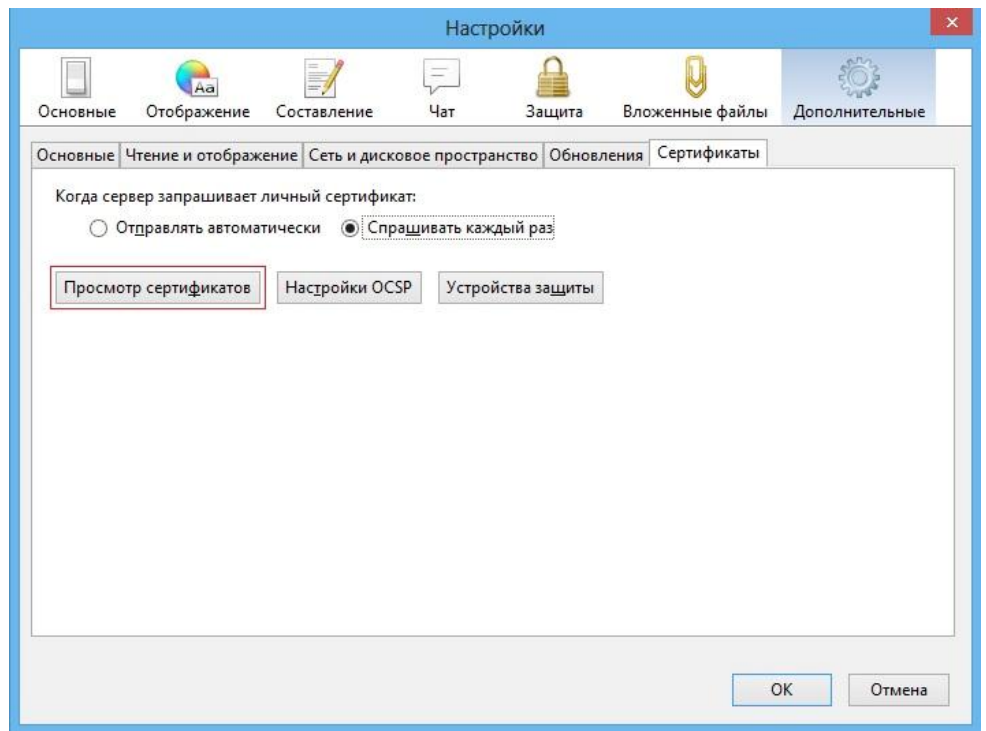 Настройки
Aa
Основные Отображение Составление Чат Защита Вложенные файлы Дополнительные
Основные Чтение и отображение Сеть и дисковое пространство Обновления Сертификаты
Когда сервер запрашивает личный сертификат:
Отправлять автоматически Спрашивать каждый раз
Просмотр сертификатов Настройки OCSP Устройства защиты
OK Отмена